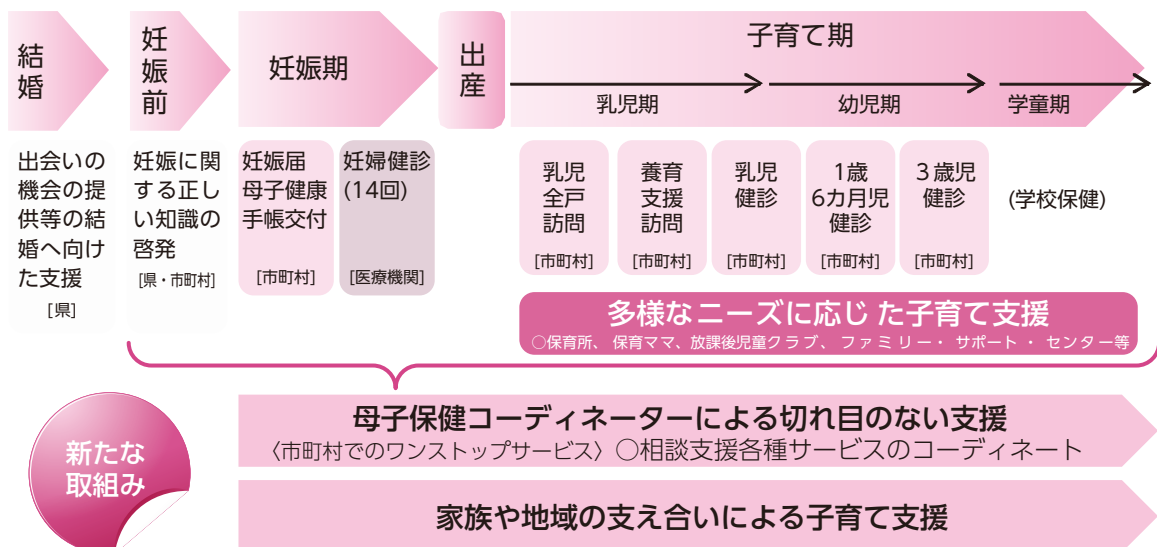 結
婚
妊
娠
前
妊娠期
出
産
子育て期
乳児期
幼児期
学童期
出会いの
機会の提
供等の結
婚へ向け
た支援
[県]
妊娠に関
する正し
い知識の
啓発
[県・市町村]
妊娠届
母子健康
手帳交付
[市町村]
妊婦健診
(14回)
[医療機関]
乳児
全戸
訪問
[市町村]
養育
支援
訪問
[市町村]
乳児
健診
[市町村]
1歳
6カ月児
健診
[市町村]
３歳児
健診
[市町村]
(学校保健)
多様なニーズに応じた子育て支援
○保育所、保育ママ、放課後児童クラブ、ファミリー・サポート・センター等
新たな
取組み
母子保健コーディネーターによる切れ目のない支援
〈市町村でのワンストップサービス〉○相談支援各種サービスのコーディネート
家族や地域の支え合いによる子育て支援